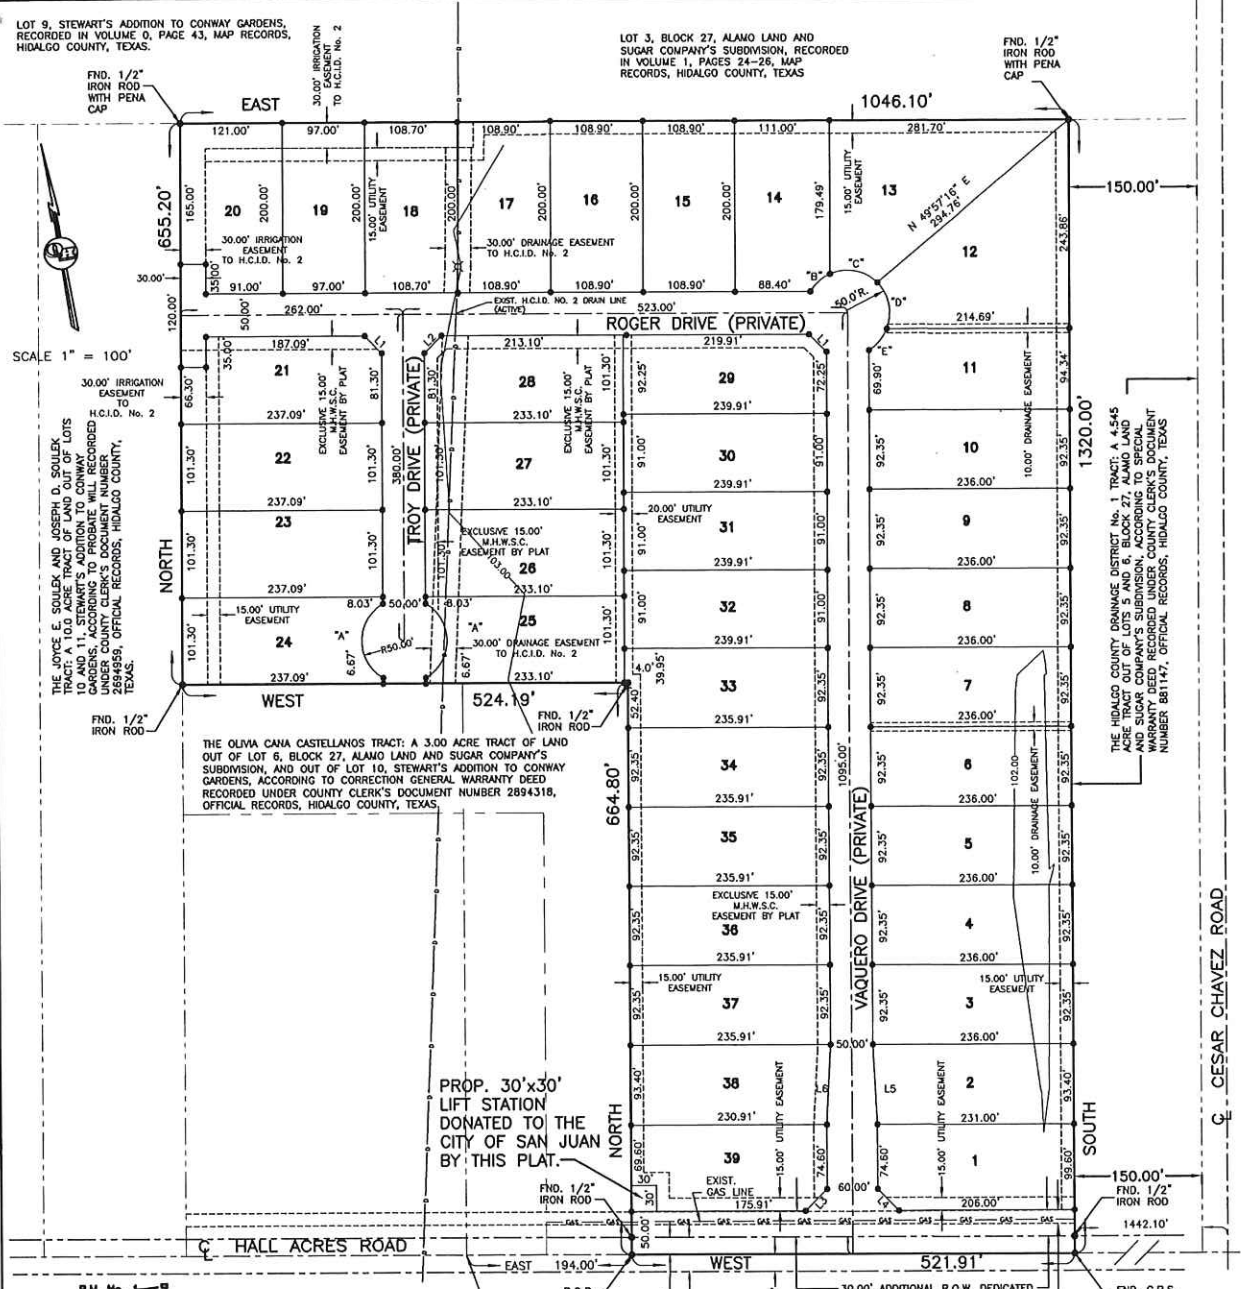 LOT 9, STEWART'S ADDITION TO CONWAY GARDENS,
RECORDED IN VOLUME O, PAGE 43, MAP RECORDS,
HIDALGO COUNTY, TEXAS.
30.00' IRRIGATION
EASEMENT
TO H.C.I.D. No. 2
LOT 3, BLOCK 27, ALAMO LAND AND
SUGAR COMPANY'S SUBDIVISION, RECORDED
IN VOLUME 1, PAGES 24-26, MAP
RECORDS, HIDALGO COUNTY, TEXAS
FND. 1/2"
IRON ROD
WITH PENA
CAP
FND. 1/2"
IRON ROD
WITH PENA
CAP
EAST
1046.10'
121.00' 97.00' 108.70' 108.90' 108.90' 108.90' 111.00' 281.70'
655.20'
165.00'
20
200.00'
19
200.00'
15.00' UTILITY
EASEMENT
18
200.00'
17
200.00'
16
200.00'
15
200.00'
14
179.49'
15.00' UTILITY
EASEMENT
13
N 49°57'16" E
294.76'
12
243.86'
150.00'
30.00' IRRIGATION
EASEMENT
TO H.C.I.D. No. 2
30.00' DRAINAGE EASEMENT
TO H.C.I.D. No. 2
30.00'
35.00'
91.00' 97.00' 108.70' 108.90' 108.90' 108.90' 88.40'
"B"
"C"
"D"
"E"
50.0'R.
EXIST. H.C.I.D. NO. 2 DRAIN LINE
(ACTIVE)
120.00'
50.00'
262.00'
523.00'
ROGER DRIVE (PRIVATE)
214.69'
SCALE 1" = 100'
35.00'
187.09'
L1
L2
213.10'
219.91'
L1
21
66.30'
30.00' IRRIGATION
EASEMENT
TO
H.C.I.D. No. 2
EXCLUSIVE 15.00'
M.H.W.S.C.
EASEMENT BY PLAT
81.30'
81.30'
28
EXCLUSIVE 15.00'
M.H.W.S.C.
EASEMENT BY PLAT
101.30'
92.25'
29
72.25'
69.90'
11
10.00' DRAINAGE EASEMENT
94.34'
237.09'
233.10'
239.91'
101.30'
22
101.30'
380.00'
TROY DRIVE (PRIVATE)
101.30'
27
101.30'
91.00'
30
91.00'
92.35'
10
92.35'
1320.00'
237.09'
233.10'
239.91'
236.00'
23
101.30'
101.30'
101.30'
EXCLUSIVE 15.00'
M.H.W.S.C.
EASEMENT BY PLAT
103.00
26
101.30'
20.00' UTILITY
EASEMENT
31
91.00'
91.00'
92.35'
9
92.35'
239.91'
236.00'
NORTH
237.09'
8.03' 50.00' 8.03'
233.10'
15.00' UTILITY
EASEMENT
101.30'
24
"A"
R50.00'
"A"
6.67'
6.67'
25
101.30'
30.00' DRAINAGE EASEMENT
TO H.C.I.D. No. 2
91.00'
32
91.00'
92.35'
8
92.35'
239.91'
236.00'
237.09'
233.10'
4.0'
39.95'
33
52.40'
92.35'
92.35'
7
92.35'
WEST
524.19'
FND. 1/2"
IRON ROD
FND. 1/2"
IRON ROD
235.91'
236.00'
THE JOYCE E. SOULEK AND JOSEPH D. SOULEK
TRACT: A 10.0 ACRE TRACT OF LAND OUT OF LOTS
10 AND 11, STEWART'S ADDITION TO CONWAY
GARDENS, ACCORDING TO PROBATE WILL RECORDED
UNDER COUNTY CLERK'S DOCUMENT NUMBER
2694959, OFFICIAL RECORDS, HIDALGO COUNTY,
TEXAS.
THE HIDALGO COUNTY DRAINAGE DISTRICT No. 1 TRACT: A 4.545
ACRE TRACT OUT OF LOTS 5 AND 6, BLOCK 27, ALAMO LAND
AND SUGAR COMPANY'S SUBDIVISION, ACCORDING TO SPECIAL
WARRANTY DEED RECORDED UNDER COUNTY CLERK'S DOCUMENT
NUMBER 881147, OFFICIAL RECORDS, HIDALGO COUNTY, TEXAS
THE OLIVIA CANA CASTELLANOS TRACT: A 3.00 ACRE TRACT OF LAND
OUT OF LOT 6, BLOCK 27, ALAMO LAND AND SUGAR COMPANY'S
SUBDIVISION, AND OUT OF LOT 10, STEWART'S ADDITION TO CONWAY
GARDENS, ACCORDING TO CORRECTION GENERAL WARRANTY DEED
RECORDED UNDER COUNTY CLERK'S DOCUMENT NUMBER 2894318,
OFFICIAL RECORDS, HIDALGO COUNTY, TEXAS.
664.80'
34
92.35'
92.35'
1095.00'
92.35'
6
102.00
10.00' DRAINAGE EASEMENT
92.35'
235.91'
236.00'
92.35'
35
92.35'
VAQUERO DRIVE (PRIVATE)
92.35'
5
92.35'
235.91'
236.00'
EXCLUSIVE 15.00'
M.H.W.S.C.
EASEMENT BY PLAT
92.35'
36
92.35'
92.35'
4
92.35'
235.91'
236.00'
15.00' UTILITY
EASEMENT
15.00' UTILITY
EASEMENT
92.35'
37
92.35'
92.35'
3
92.35'
235.91'
50.00'
236.00'
CL CESAR CHAVEZ ROAD
PROP. 30'x30'
LIFT STATION
DONATED TO THE
CITY OF SAN JUAN
BY THIS PLAT.
93.40'
38
15.00' UTILITY EASEMENT
L6
L5
15.00' UTILITY EASEMENT
2
93.40'
230.91'
231.00'
NORTH
SOUTH
69.60'
39
74.60'
74.60'
1
99.60'
FND. 1/2"
IRON ROD
30'
30'
EXIST.
GAS LINE
60.00'
175.91'
L3
L4
206.00'
150.00'
FND. 1/2"
IRON ROD
GAS GAS GAS GAS GAS GAS GAS GAS GAS GAS GAS GAS
50.00'
1442.10'
CL HALL ACRES ROAD
EAST 194.00'
WEST
521.91'
30.00' ADDITIONAL R.O.W. DEDICATED